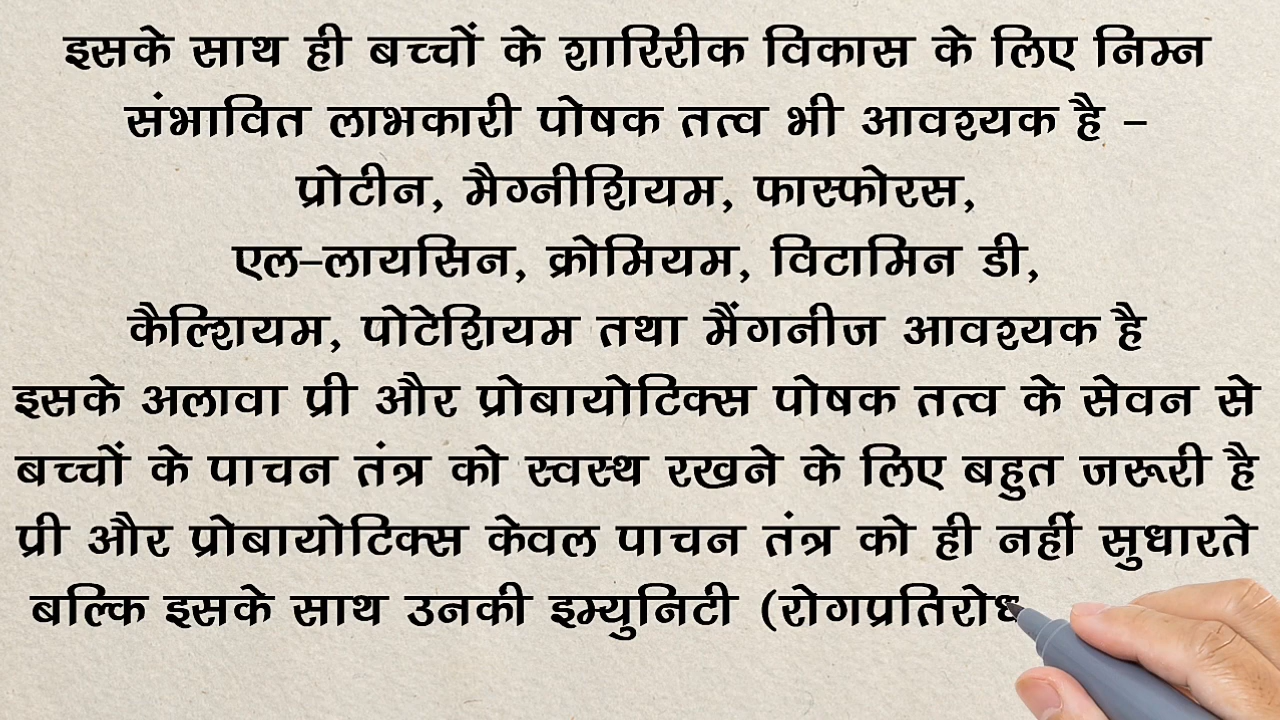 इसके साथ ही बच्चों के शारिरीक विकास के लिए निम्न
संभावित लाभकारी पोषक तत्व भी आवश्यक है –
प्रोटीन, मैग्नीशियम, फास्फोरस,
एल–लायसिन, क्रोमियम, विटामिन डी,
कैल्शियम, पोटेशियम तथा मैंगनीज आवश्यक है
इसके अलावा प्री और प्रोबायोटिक्स पोषक तत्व के सेवन से
बच्चों के पाचन तंत्र को स्वस्थ रखने के लिए बहुत जरूरी है
प्री और प्रोबायोटिक्स केवल पाचन तंत्र को ही नहीं सुधारते
बल्कि इसके साथ उनकी इम्युनिटी (रोगप्रतिरोध